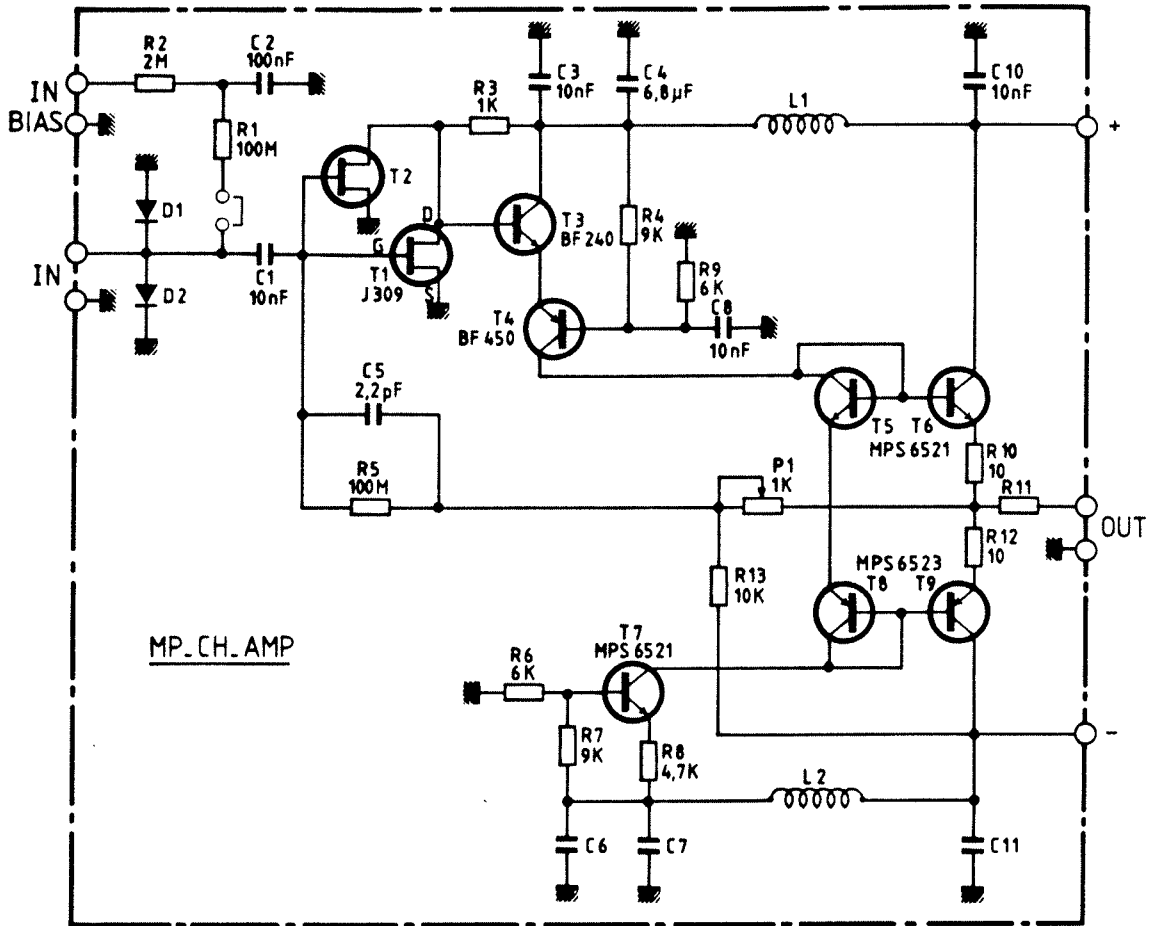 R2
2M
C2
100nF
IN
BIAS
R1
100M
R3
1K
C3
10nF
C4
6,8µF
L1
C10
10nF
+
T2
D1
D
T3
BF 240
R4
9K
G
T1
J309
S
IN
C1
10nF
D2
R9
6K
C8
10nF
T4
BF 450
C5
2,2pF
T5
T6
MPS 6521
R10
10
R5
100M
P1
1K
R11
OUT
R12
10
R13
10K
MPS 6523
T8
T9
MP_CH_AMP
T7
MPS 6521
R6
6K
R7
9K
R8
4,7K
-
L2
C6
C7
C11